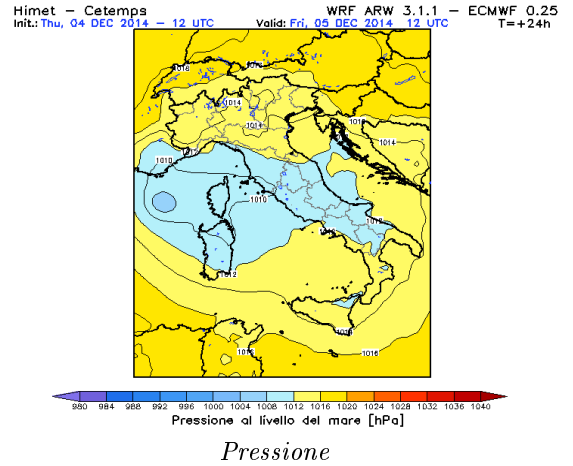 Himet – Cetemps WRF ARW 3.1.1 – ECMWF 0.25
Init.: Thu, 04 DEC 2014 – 12 UTC Valid: Fri, 05 DEC 2014 12 UTC T=+24h
1016
1014
1014
1014
1010
1010
1012
1014
1016
1016
980 984 988 992 996 1000 1004 1008 1012 1016 1020 1024 1028 1032 1036 1040
Pressione al livello del mare [hPa]
Pressione